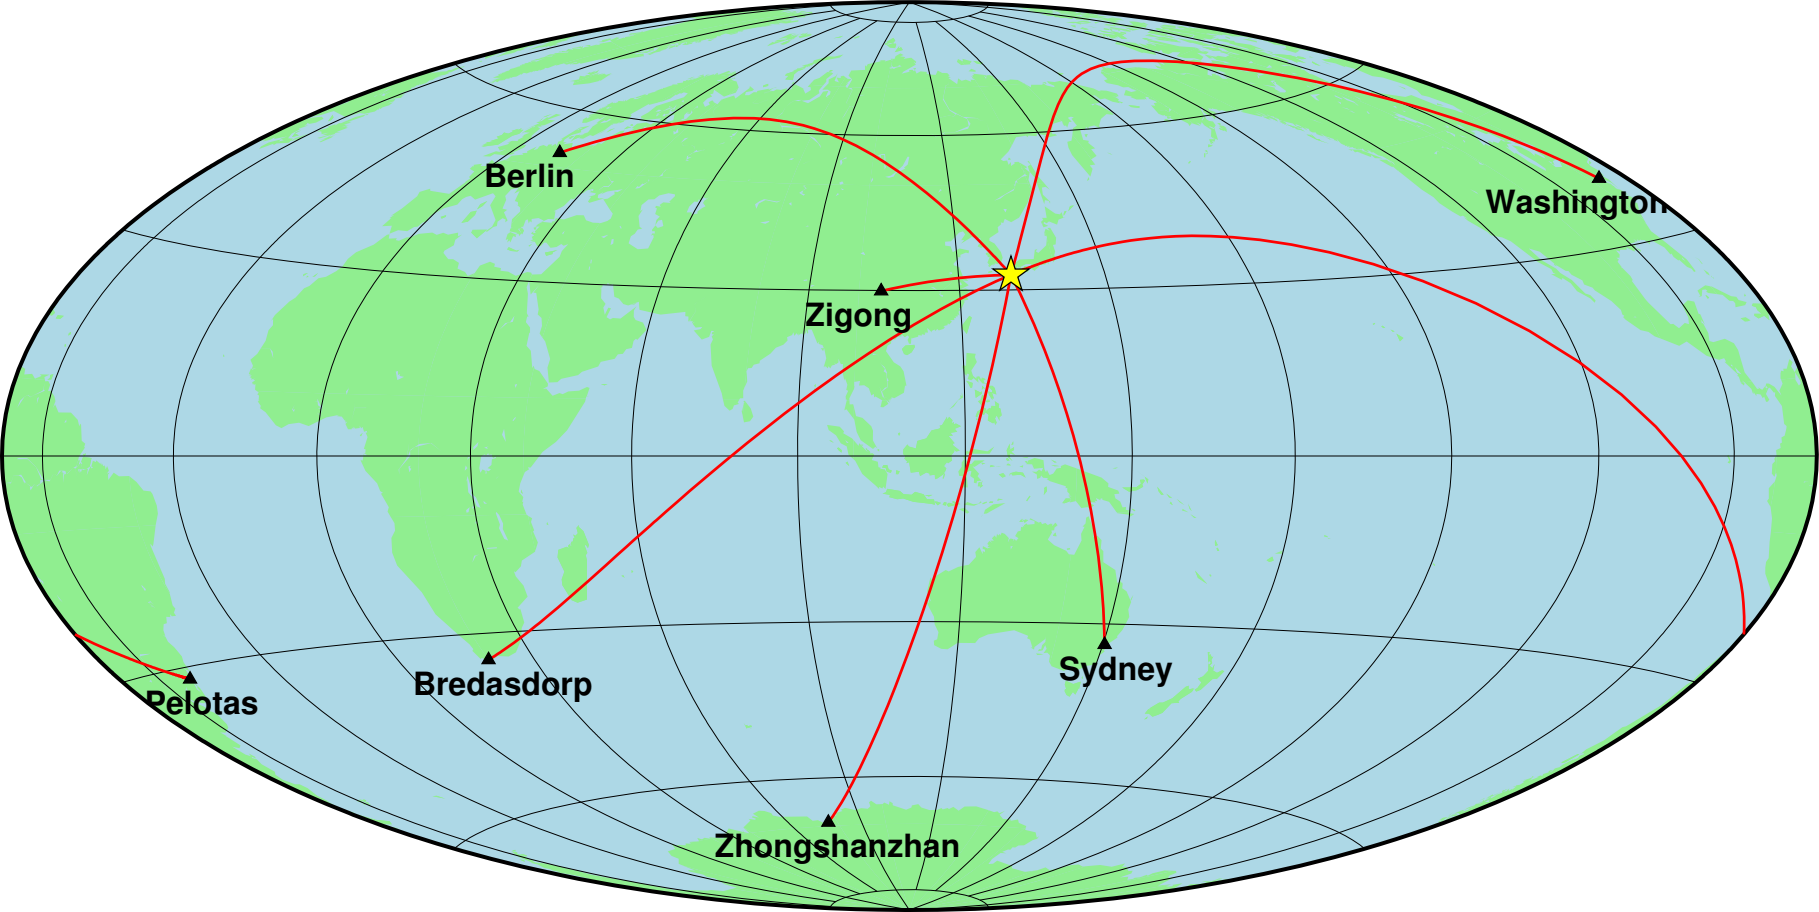 Berlin
Washington
Zigong
Sydney
Bredasdorp
Pelotas
Zhongshanzhan